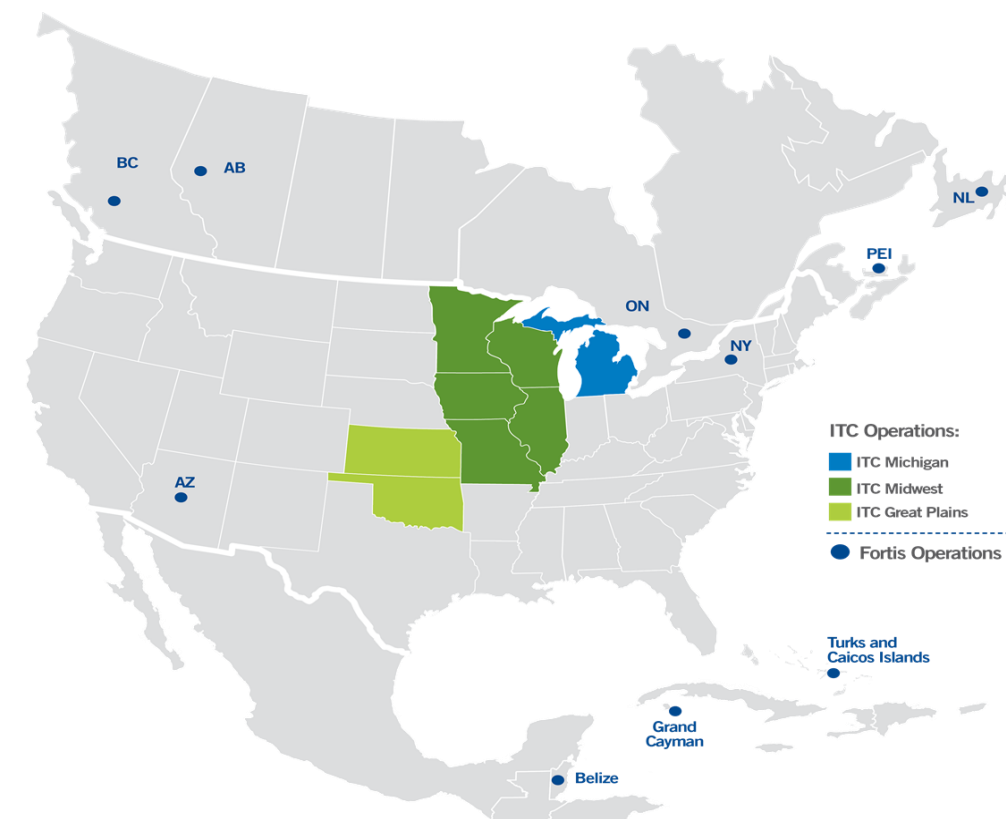 BC
AB
NL
PEI
ON
NY
ITC Operations:
ITC Michigan
AZ
ITC Midwest
ITC Great Plains
Fortis Operations
Turks and
Caicos Islands
Grand
Cayman
Belize